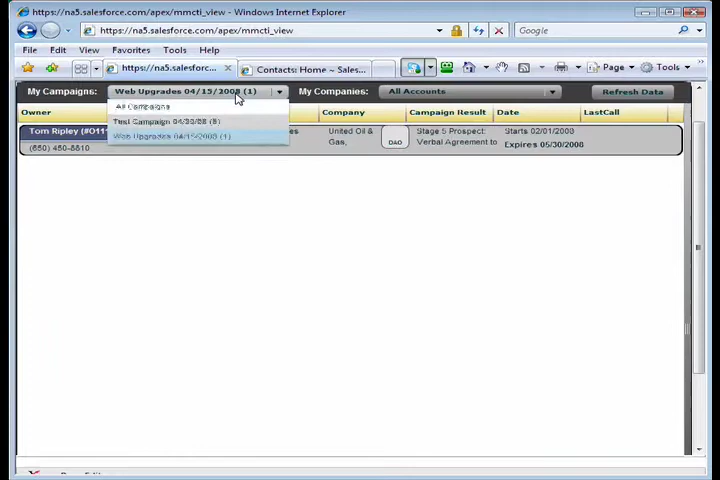 https://na5.salesforce.com/apex/mmcti_view - Windows Internet Explorer
https://na5.salesforce.com/apex/mmcti_view
Google
File Edit View Favorites Tools Help
https://na5.salesforc...
Contacts: Home ~ Sales...
Page
Tools
My Campaigns: Web Upgrades 04/15/2008 (1) My Companies: All Accounts Refresh Data
All Campaigns
Test Campaign 04/30/08 (6)
Web Upgrades 04/15/2008 (1)
Owner Company Campaign Result Date LastCall
Tom Ripley (#O11
(650) 450-8810
United Oil &
Gas,
DAO
Stage 5 Prospect:
Verbal Agreement to
Starts 02/01/2008
Expires 05/30/2008